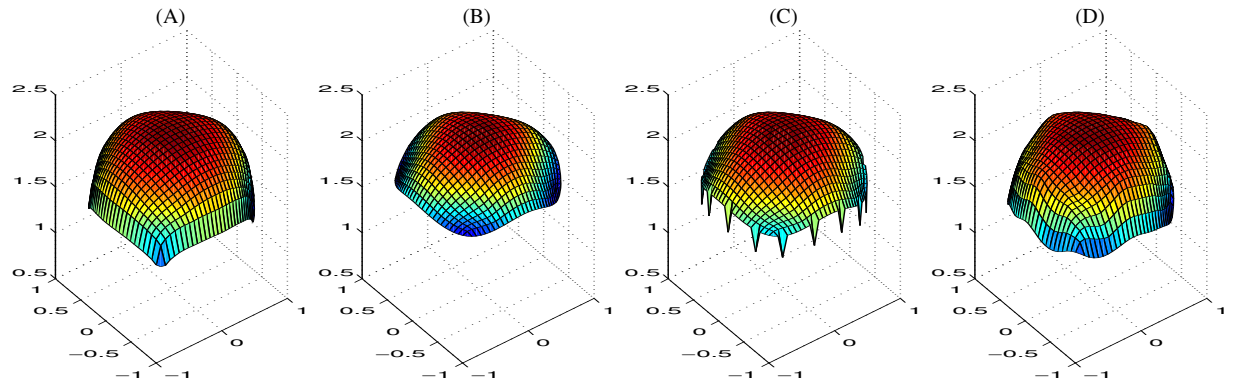 (A) (B) (C) (D)
2.5 2.5 2.5 2.5
2 2 2 2
1.5 1.5 1.5 1.5
1 1 1 1
0.5 0.5 0.5 0.5
1 1 1 1 1 1 1 1
0.5 0.5 0.5 0.5
0 0 0 0 0 0 0 0
−0.5 −0.5 −0.5 −0.5
−1 −1 −1 −1 −1 −1 −1 −1